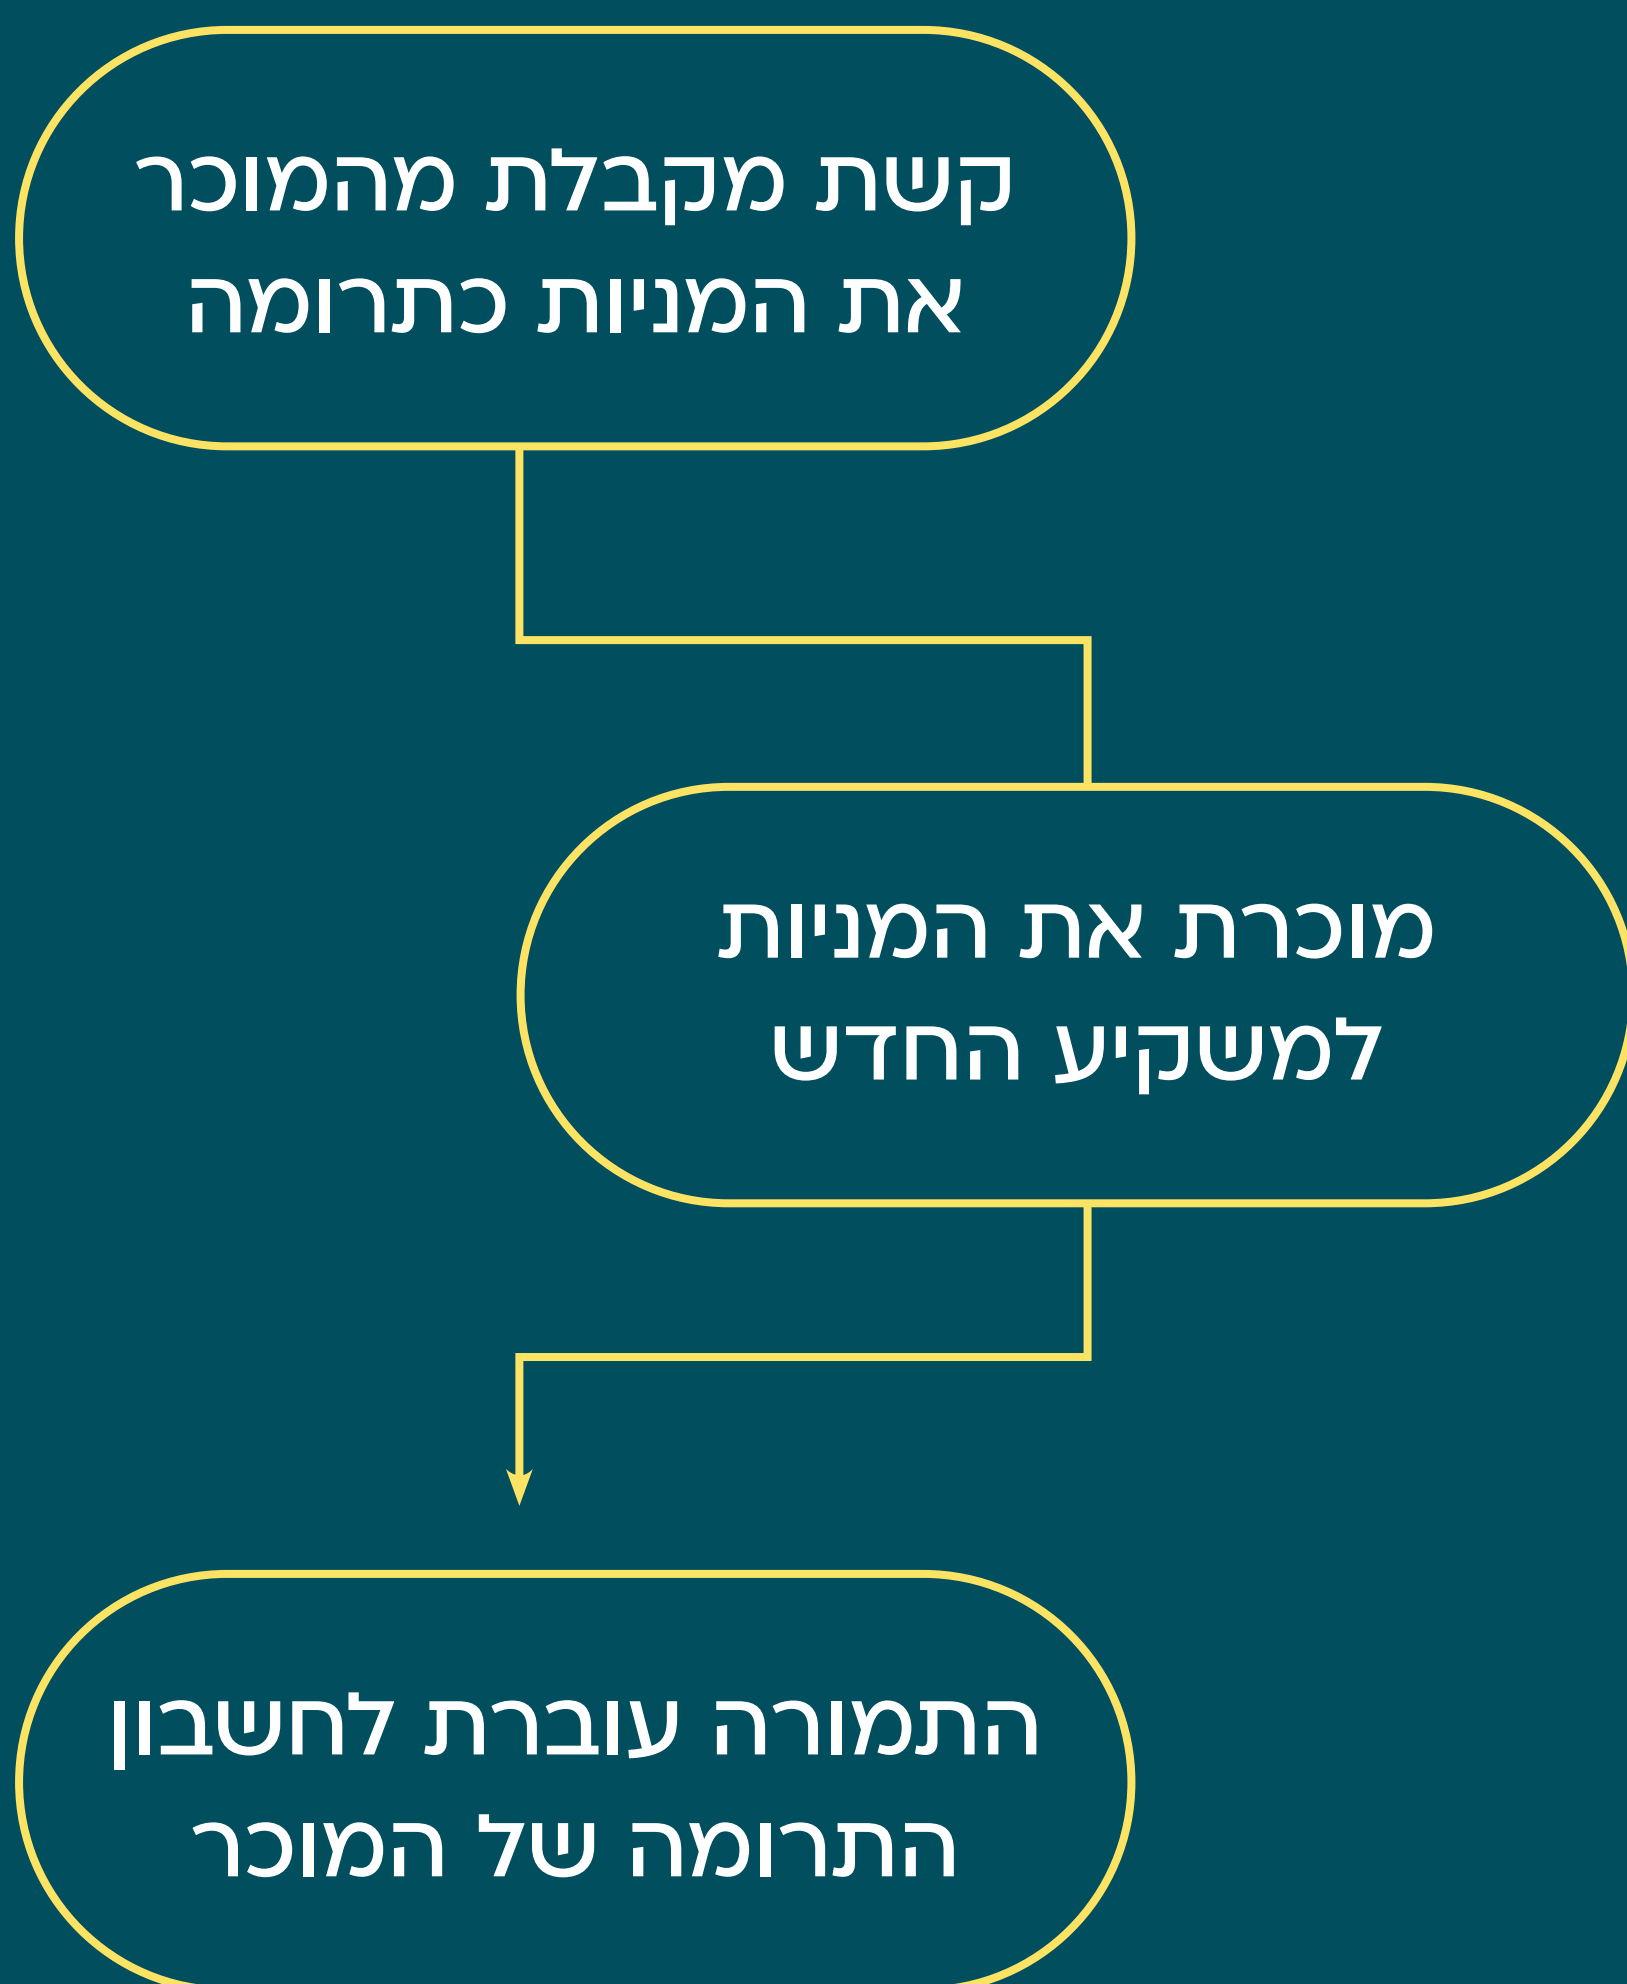 קשת מקבלת מהמוכר
את המניות כתרומה
מוכרת את המניות
למשקיע החדש
התמורה עוברת לחשבון
התרומה של המוכר